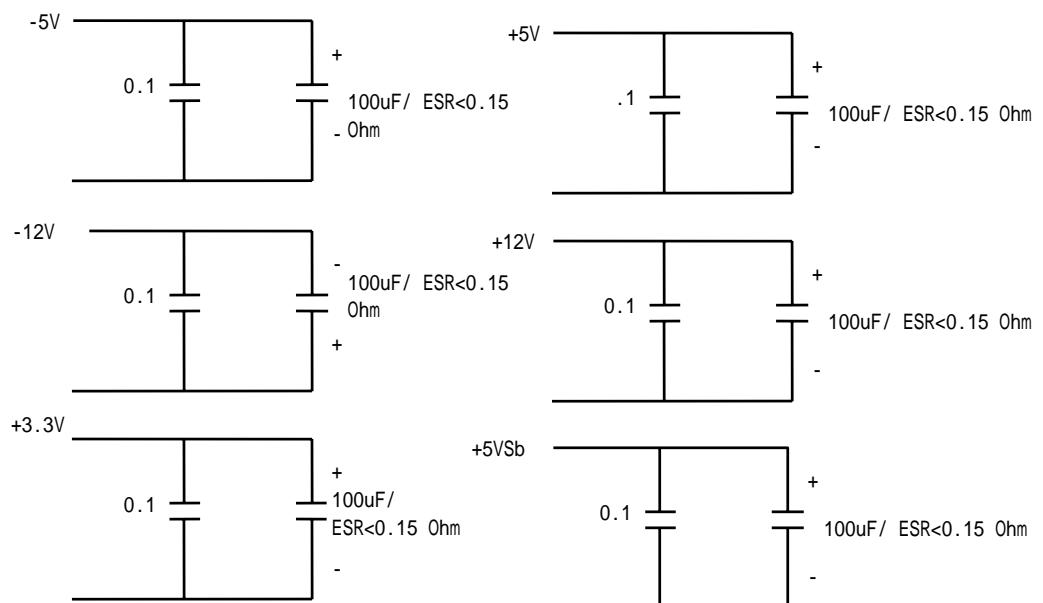 -5V
0.1
+
100uF/ ESR<0.15
- Ohm
+5V
.1
+
100uF/ ESR<0.15 Ohm
-
-12V
0.1
-
100uF/ ESR<0.15
Ohm
+
+12V
0.1
+
100uF/ ESR<0.15 Ohm
-
+3.3V
0.1
+
100uF/
ESR<0.15 Ohm
-
+5VSb
0.1
+
100uF/ ESR<0.15 Ohm
-